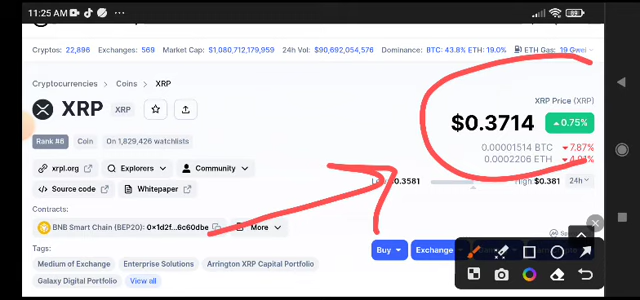 11:25 AM
69
Cryptos: 22,896 Exchanges: 569 Market Cap: $1,080,712,179,959 24h Vol: $90,692,054,576 Dominance: BTC: 43.8% ETH: 19.0% ETH Gas: 19 Gwei
Cryptocurrencies > Coins > XRP
XRP XRP
XRP Price (XRP)
$0.3714 0.75%
Rank #6 Coin On 1,829,426 watchlists
0.00001514 BTC 7.87%
0.0002206 ETH 4.91%
xrpl.org Explorers Community
$0.3581 High: $0.381 24h
Source code Whitepaper
Contracts:
BNB Smart Chain (BEP20): 0x1d2f...6c60dbe More
Tags:
Buy Exchange
Medium of Exchange Enterprise Solutions Arrington XRP Capital Portfolio
Galaxy Digital Portfolio View all